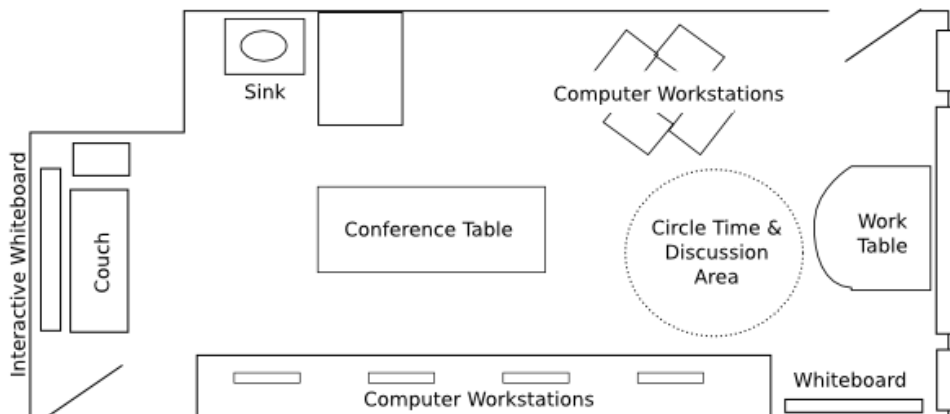 Sink
Computer Workstations
Interactive Whiteboard
Couch
Conference Table
Circle Time &
Discussion
Area
Work
Table
Computer Workstations
Whiteboard